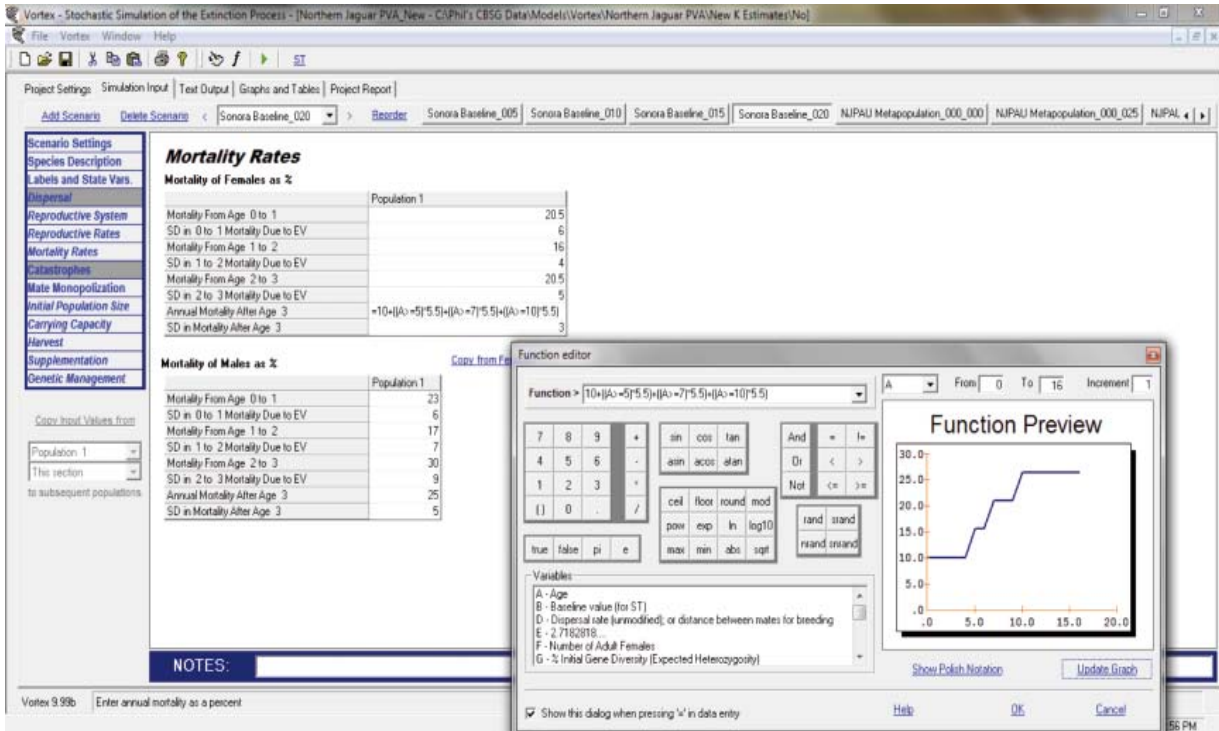 Vortex - Stochastic Simulation of the Extinction Process - [Northern Jaguar PVA_New - C:\Phil's CBSG Data\Models\Vortex\Northern Jaguar PVA\New K Estimates\No]
File Vortex Window Help
ST
Project Settings Simulation Input Text Output Graphs and Tables Project Report
Add Scenario Delete Scenario < Sonora Baseline_020 > Reorder Sonora Baseline_005 Sonora Baseline_010 Sonora Baseline_015 Sonora Baseline_020 NJPAU Metapopulation_000_000 NJPAU Metapopulation_000_025 NJPAL
Scenario Settings
Species Description
Labels and State Vars.
Dispersal
Reproductive System
Reproductive Rates
Mortality Rates
Catastrophes
Mate Monopolization
Initial Population Size
Carrying Capacity
Harvest
Supplementation
Genetic Management
Copy Input Values from
Population 1
This section
to subsequent populations
Mortality Rates
Mortality of Females as %
Population 1
Mortality From Age 0 to 1 20.5
SD in 0 to 1 Mortality Due to EV 6
Mortality From Age 1 to 2 16
SD in 1 to 2 Mortality Due to EV 4
Mortality From Age 2 to 3 20.5
SD in 2 to 3 Mortality Due to EV 5
Annual Mortality After Age 3 =10+((A>=5)*5.5)+((A>=7)*5.5)+((A>=10)*5.5)
SD in Mortality After Age 3 3
Mortality of Males as %
Copy from Fe
Population 1
Mortality From Age 0 to 1 23
SD in 0 to 1 Mortality Due to EV 6
Mortality From Age 1 to 2 17
SD in 1 to 2 Mortality Due to EV 7
Mortality From Age 2 to 3 30
SD in 2 to 3 Mortality Due to EV 9
Annual Mortality After Age 3 25
SD in Mortality After Age 3 5
Function editor
Function > 10+((A>=5)*5.5)+((A>=7)*5.5)+((A>=10)*5.5)
A From 0 To 16 Increment 1
7 8 9 + sin cos tan And = !=
4 5 6 - asin acos atan Or < >
1 2 3 * Not <= >=
() 0 . / ceil floor round mod
pow exp ln log10 rand srand
true false pi e max min abs sqrt nrand snrand
Variables
A - Age
B - Baseline value (for ST)
D - Dispersal rate (unmodified); or distance between mates for breeding
E - 2.7182818...
F - Number of Adult Females
G - % Initial Gene Diversity (Expected Heterozygosity)
Function Preview
30.0
25.0
20.0
15.0
10.0
5.0
.0
.0 5.0 10.0 15.0 20.0
Show Polish Notation Update Graph
Show this dialog when pressing '=' in data entry
Help OK Cancel
NOTES:
Vortex 9.99b Enter annual mortality as a percent
:56 PM